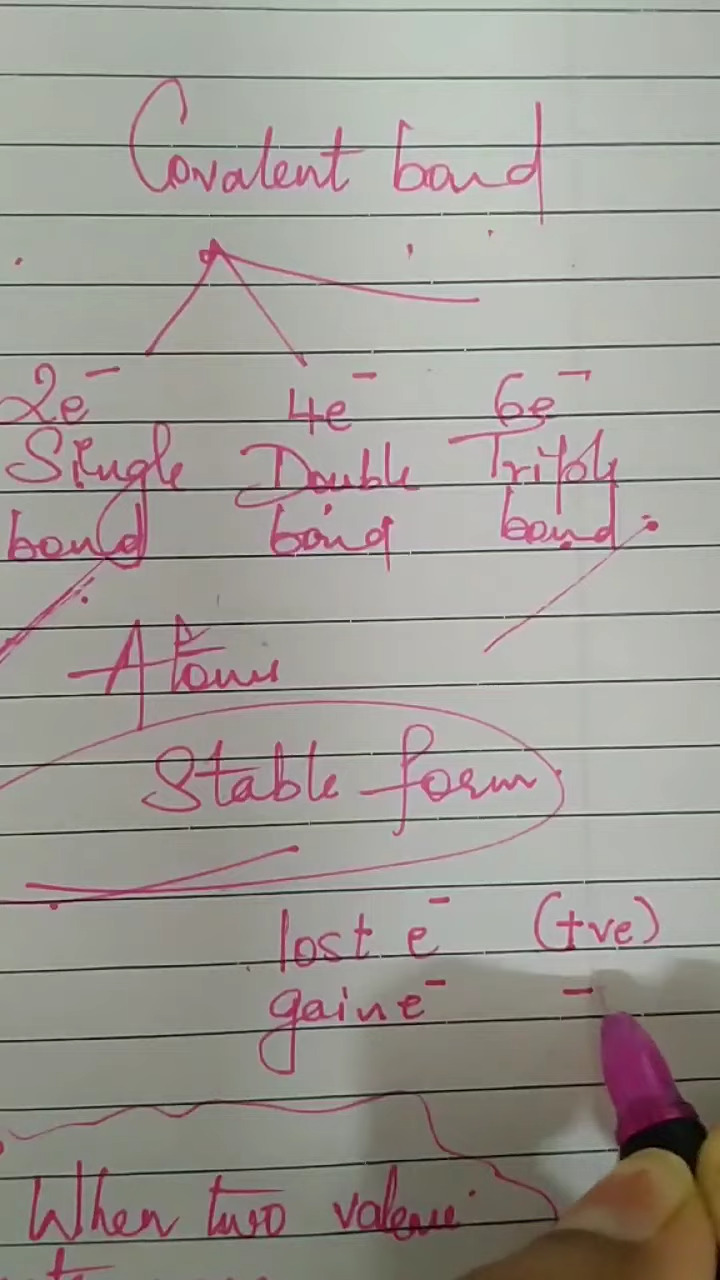 Covalent bond
2e⁻ 4e⁻ 6e⁻
Single Double Triple
bond bond bond
Atoms
Stable form
lost e⁻ (+ve)
gain e⁻ -
When two